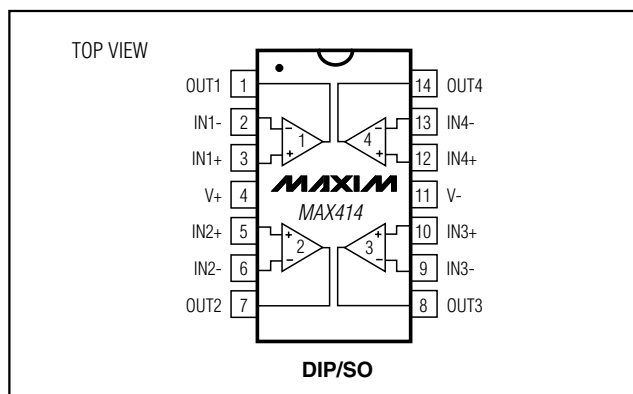 TOP VIEW
OUT1 1 14 OUT4
IN1- 2 - - 13 IN4-
1 4
IN1+ 3 + + 12 IN4+
V+ 4 MAXIM 11 V-
MAX414
IN2+ 5 + + 10 IN3+
2 3
IN2- 6 - - 9 IN3-
OUT2 7 8 OUT3
DIP/SO